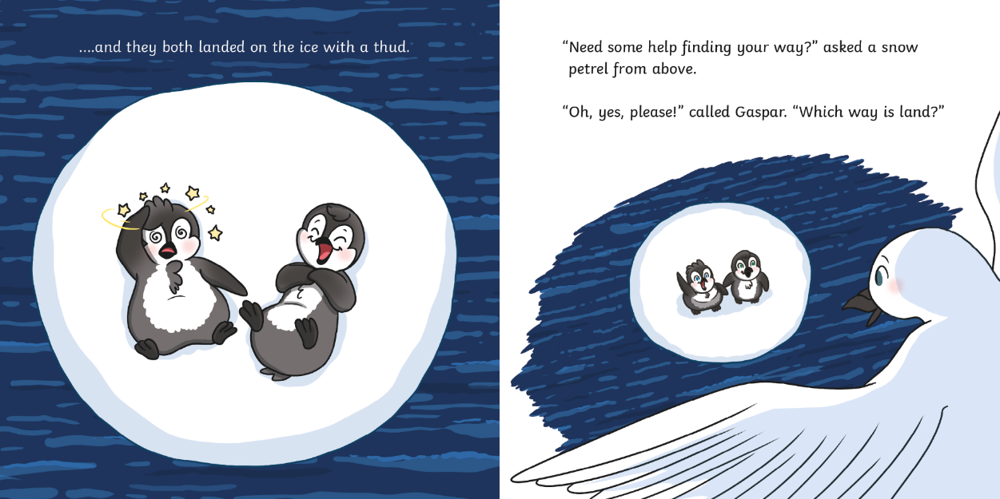 ....and they both landed on the ice with a thud.
“Need some help finding your way?” asked a snow
petrel from above.
“Oh, yes, please!” called Gaspar. “Which way is land?”